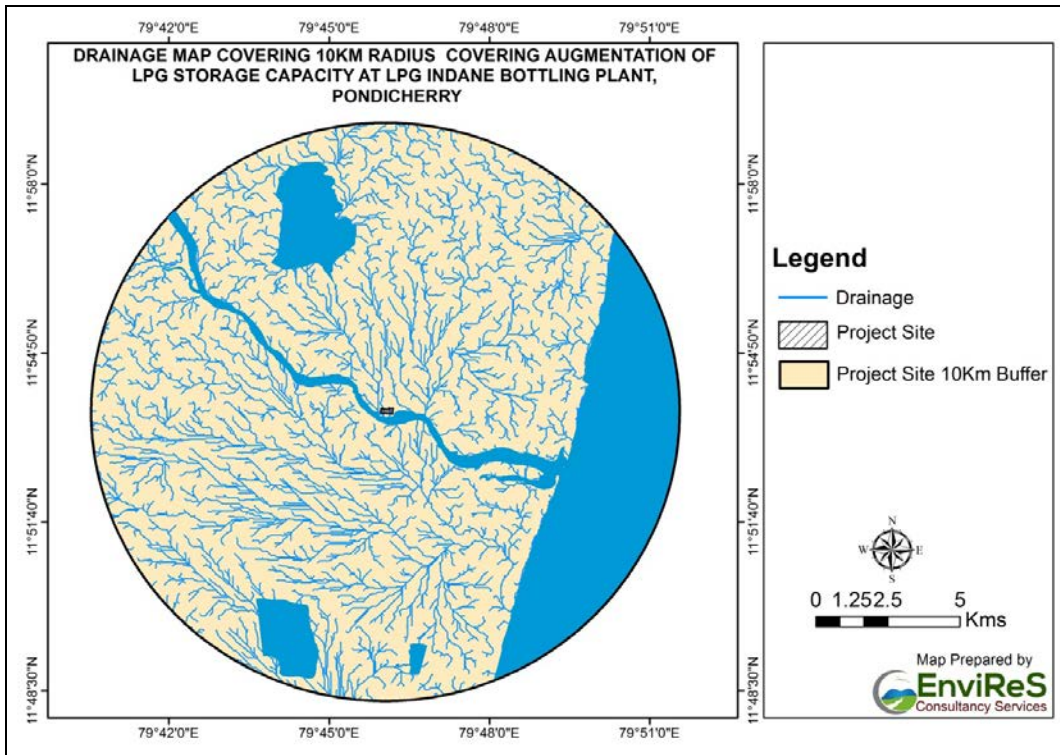 79°42'0"E
79°45'0"E
79°48'0"E
79°51'0"E
DRAINAGE MAP COVERING 10KM RADIUS COVERING AUGMENTATION OF
LPG STORAGE CAPACITY AT LPG INDANE BOTTLING PLANT,
PONDICHERRY
11°58'0"N
11°54'50"N
11°51'40"N
11°48'30"N
11°58'0"N
11°54'50"N
11°51'40"N
11°48'30"N
79°42'0"E
79°45'0"E
79°48'0"E
79°51'0"E
Legend
Drainage
Project Site
Project Site 10Km Buffer
N
W E
S
0 1.25 2.5 5
Kms
Map Prepared by
EnviReS
Consultancy Services